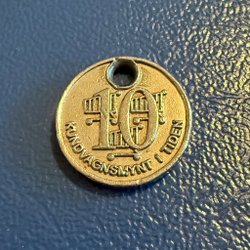 10
KUNDVAGNSMYNT I TIDEN